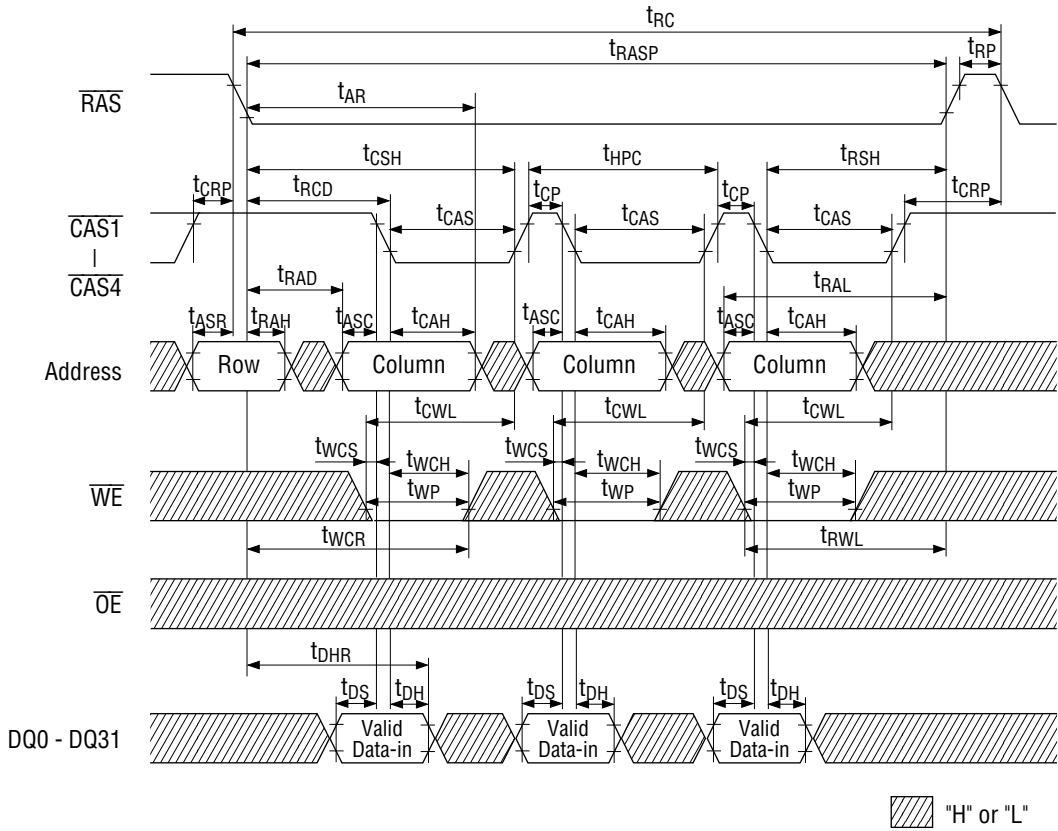 tRC
tRASP
tRP
RAS
tAR
tCSH
tHPC
tRSH
tCRP
tRCD
tCP
tCP
tCRP
CAS1
|
CAS4
tCAS
tCAS
tCAS
tRAD
tRAL
tASR
tRAH
tASC
tCAH
tASC
tCAH
tASC
tCAH
Address
Row
Column
Column
Column
tCWL
tCWL
tCWL
tWCS
tWCH
tWCS
tWCH
tWCS
tWCH
WE
tWP
tWP
tWP
tWCR
tRWL
OE
tDHR
tDS
tDH
tDS
tDH
tDS
tDH
DQ0 - DQ31
Valid
Data-in
Valid
Data-in
Valid
Data-in
"H" or "L"